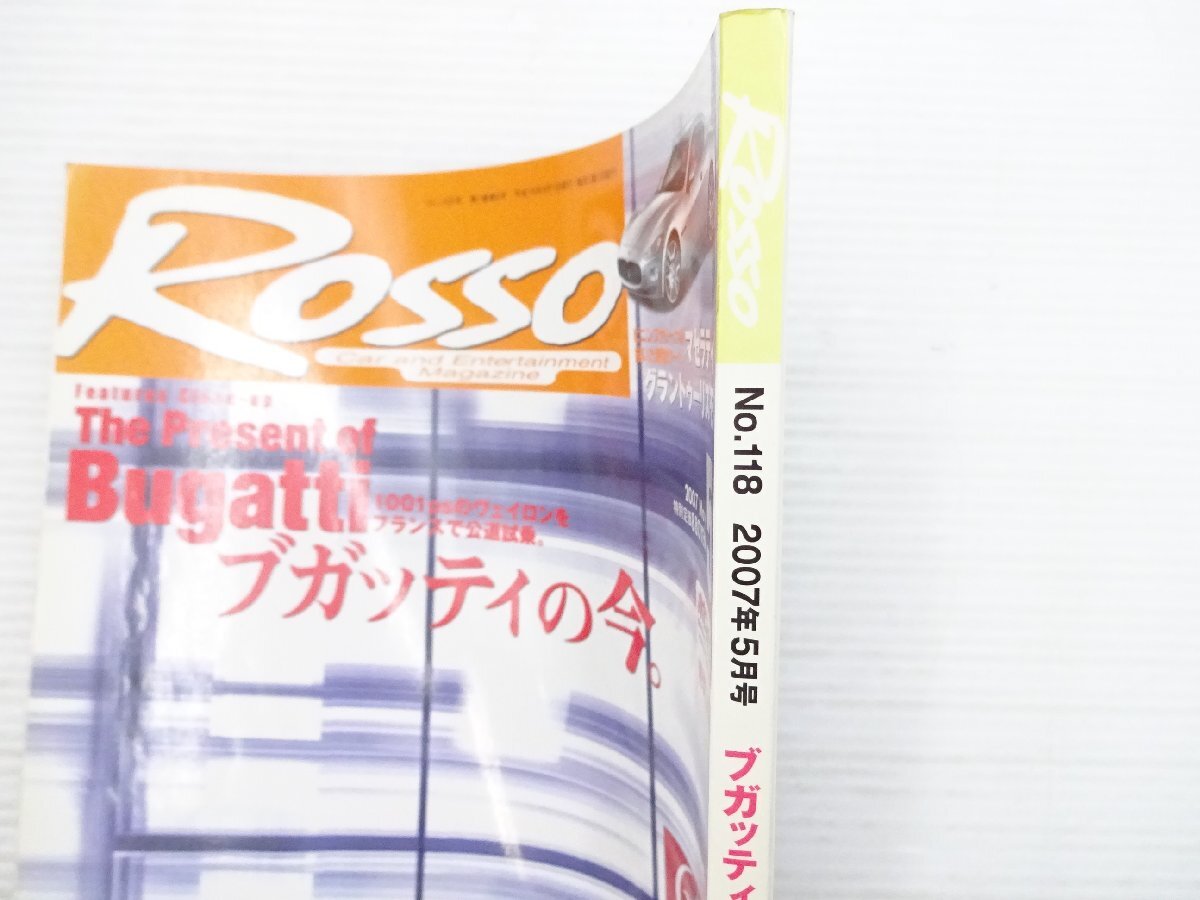 Rosso
Car and Entertainment
Magazine
Features Close-up
The Present of
Bugatti
1001psのヴェイロンを
フランスで公道試乗。
ブガッティの今。
マセラティ
グラントゥーリズモ
Rosso
No.118 2007年5月号 ブガッティ